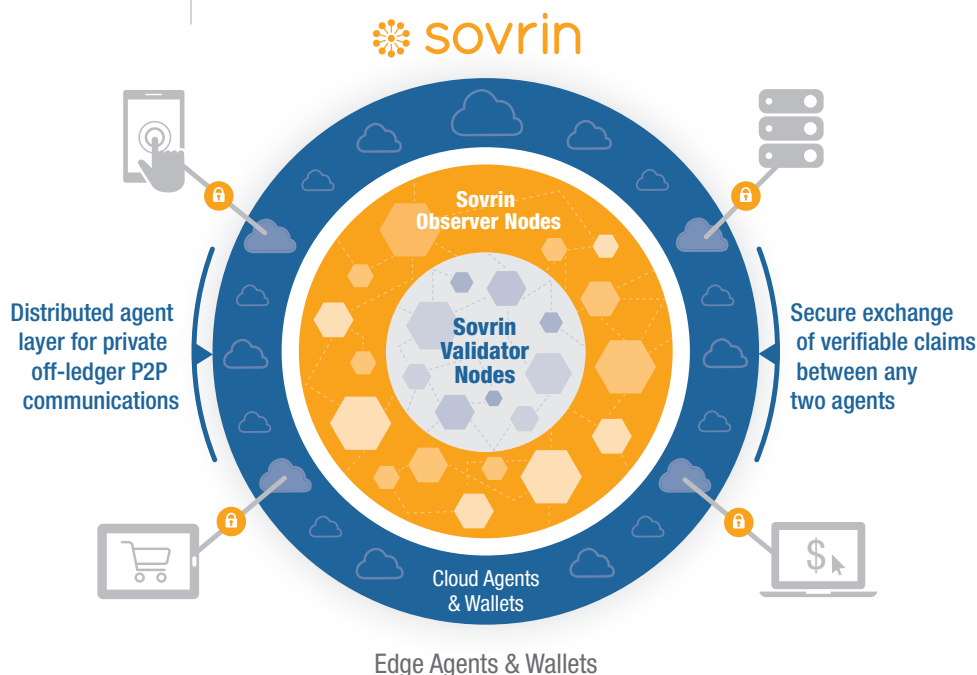 sovrin
Sovrin
Observer Nodes
Sovrin
Validator
Nodes
Distributed agent
layer for private
off-ledger P2P
communications
Secure exchange
of verifiable claims
between any
two agents
$
Cloud Agents
& Wallets
Edge Agents & Wallets